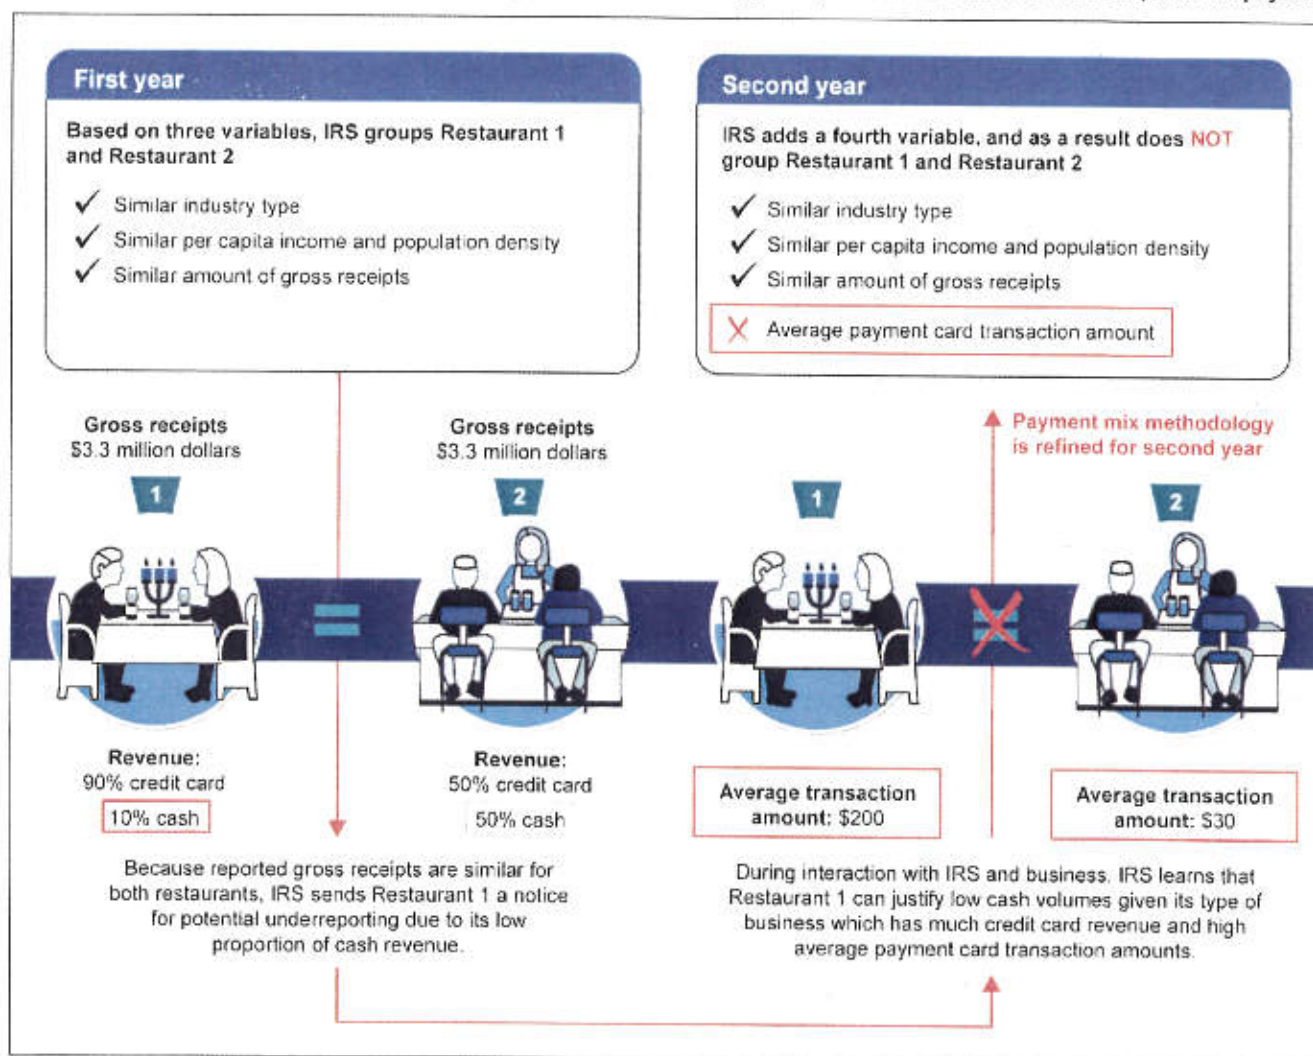 First year
Based on three variables, IRS groups Restaurant 1
and Restaurant 2
Similar industry type
Similar per capita income and population density
Similar amount of gross receipts
Second year
IRS adds a fourth variable, and as a result does NOT
group Restaurant 1 and Restaurant 2
Similar industry type
Similar per capita income and population density
Similar amount of gross receipts
Average payment card transaction amount
Gross receipts
$3.3 million dollars
1
Gross receipts
$3.3 million dollars
2
Payment mix methodology
is refined for second year
1
2
=
=
Revenue:
90% credit card
10% cash
Revenue:
50% credit card
50% cash
Average transaction
amount: $200
Average transaction
amount: $30
Because reported gross receipts are similar for
both restaurants, IRS sends Restaurant 1 a notice
for potential underreporting due to its low
proportion of cash revenue.
During interaction with IRS and business. IRS learns that
Restaurant 1 can justify low cash volumes given its type of
business which has much credit card revenue and high
average payment card transaction amounts.